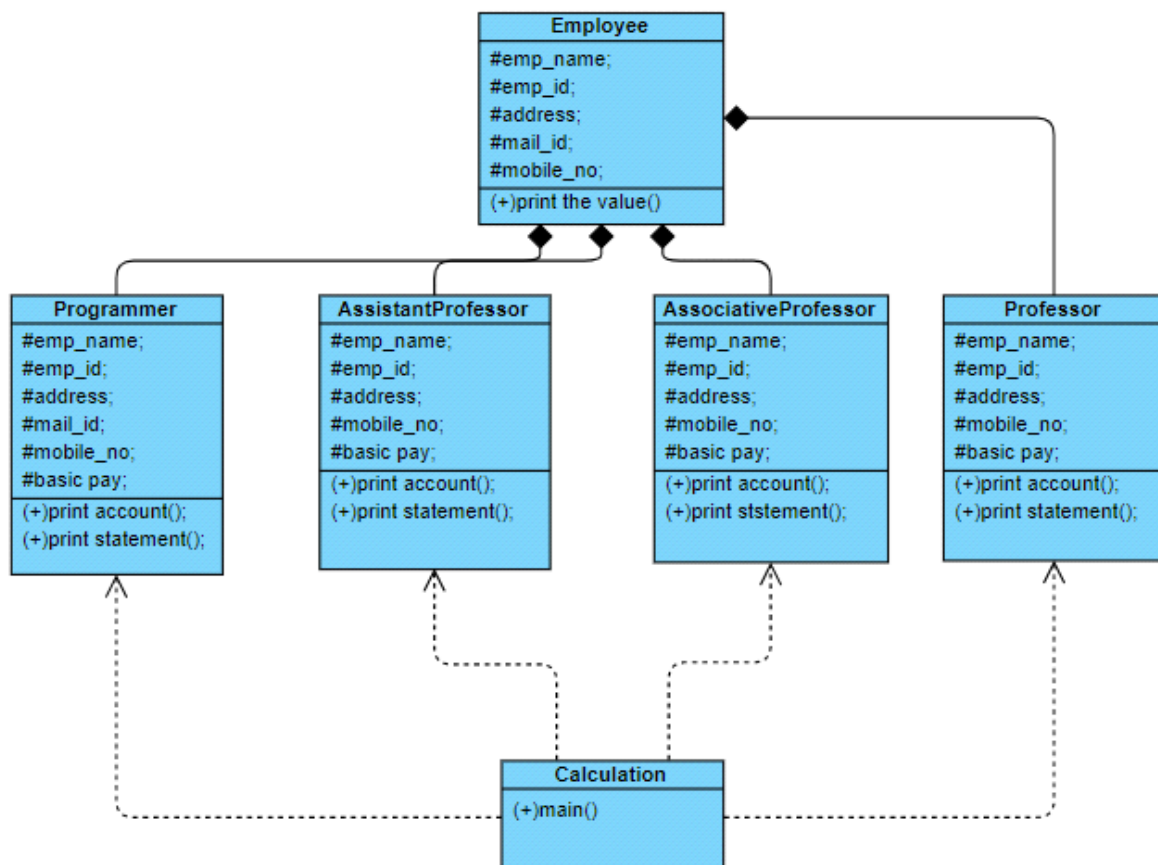 Employee
#emp_name;
#emp_id;
#address;
#mail_id;
#mobile_no;
(+)print the value()
Programmer
#emp_name;
#emp_id;
#address;
#mail_id;
#mobile_no;
#basic pay;
(+)print account();
(+)print statement();
AssistantProfessor
#emp_name;
#emp_id;
#address;
#mobile_no;
#basic pay;
(+)print account();
(+)print statement();
AssociativeProfessor
#emp_name;
#emp_id;
#address;
#mobile_no;
#basic pay;
(+)print account();
(+)print ststement();
Professor
#emp_name;
#emp_id;
#address;
#mobile_no;
#basic pay;
(+)print account();
(+)print statement();
Calculation
(+)main()